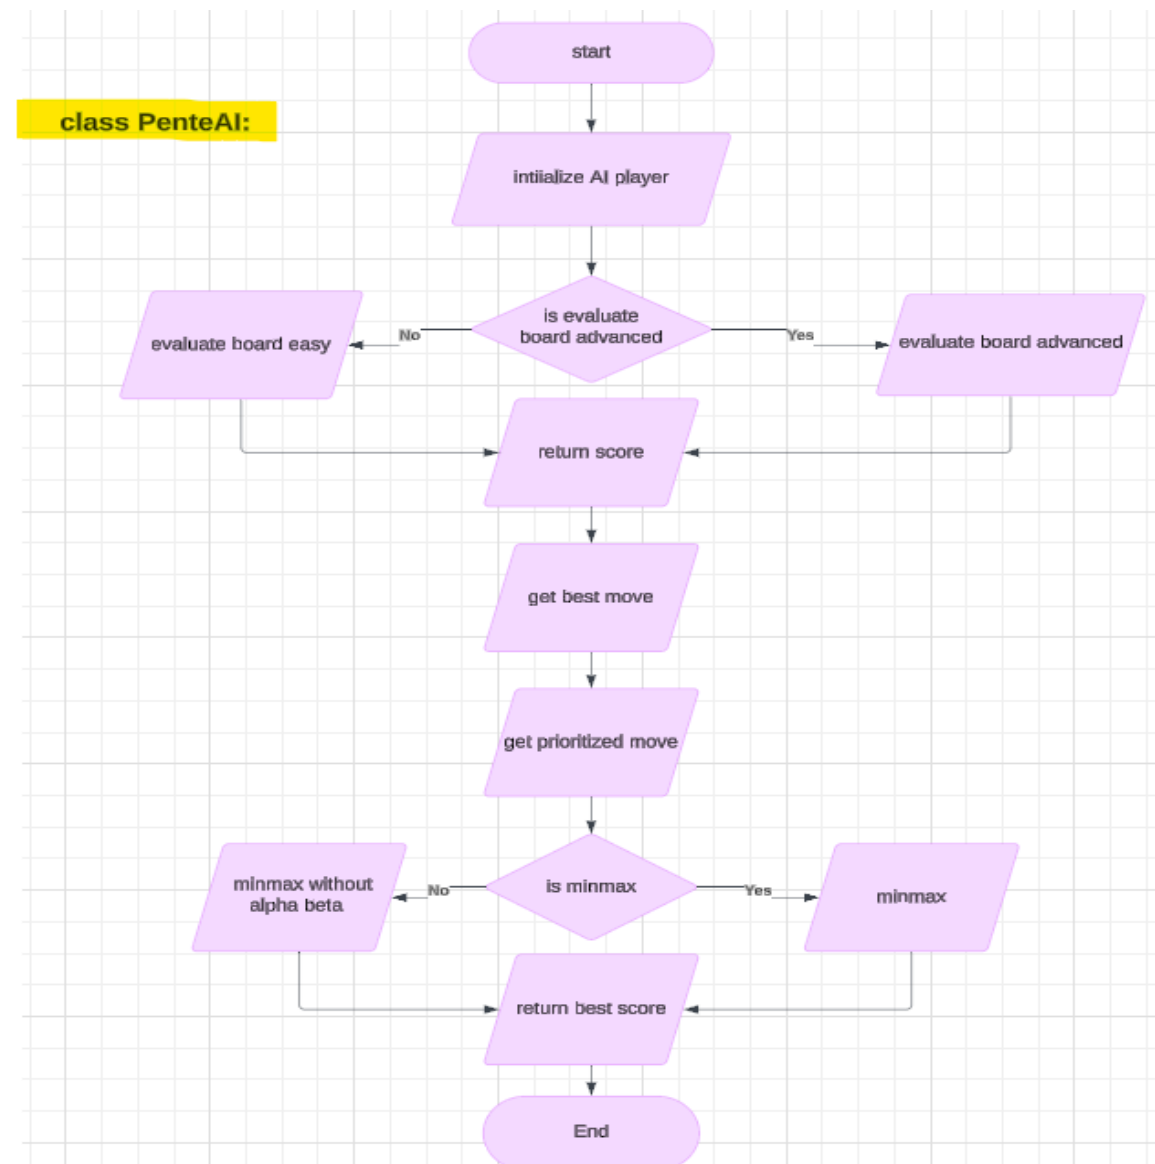 start
class PenteAI:
intiialize AI player
is evaluate
board advanced
No
Yes
evaluate board easy
evaluate board advanced
return score
get best move
get prioritized move
is minmax
No
Yes
minmax without
alpha beta
minmax
return best score
End